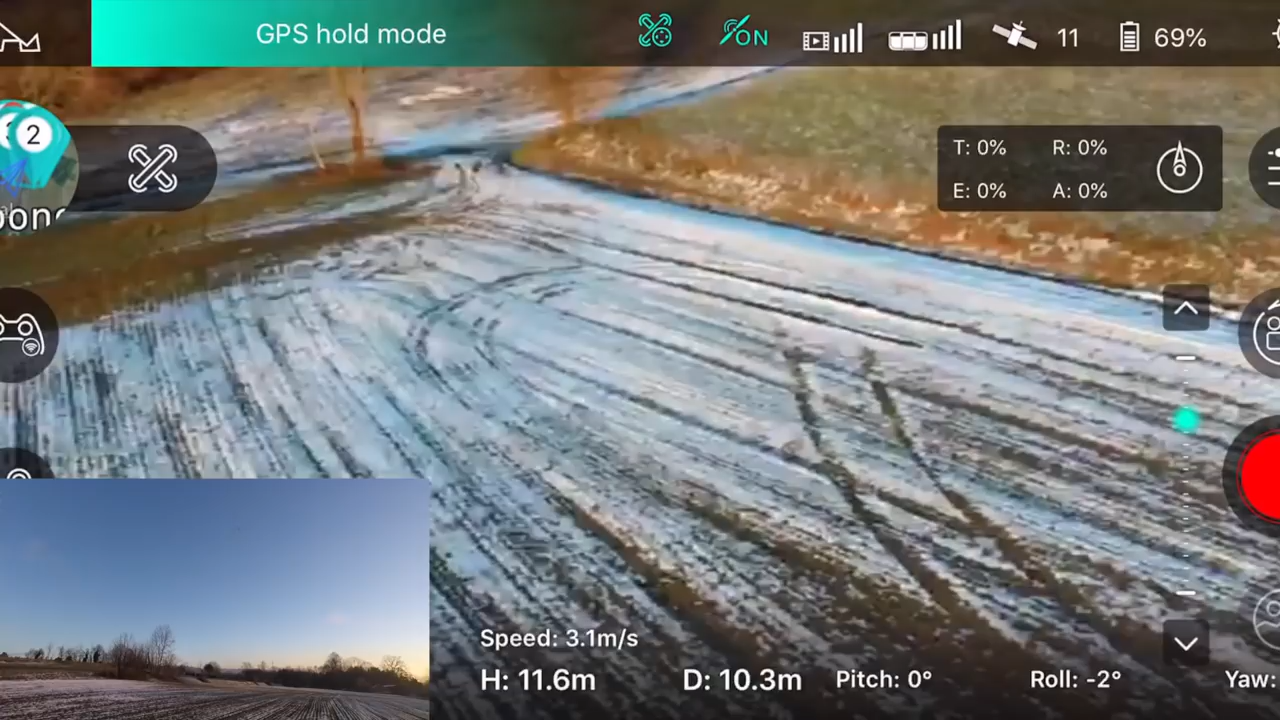 GPS hold mode
ON
11
69%
2
T: 0% R: 0%
E: 0% A: 0%
Speed: 3.1m/s
H: 11.6m D: 10.3m Pitch: 0° Roll: -2° Yaw: